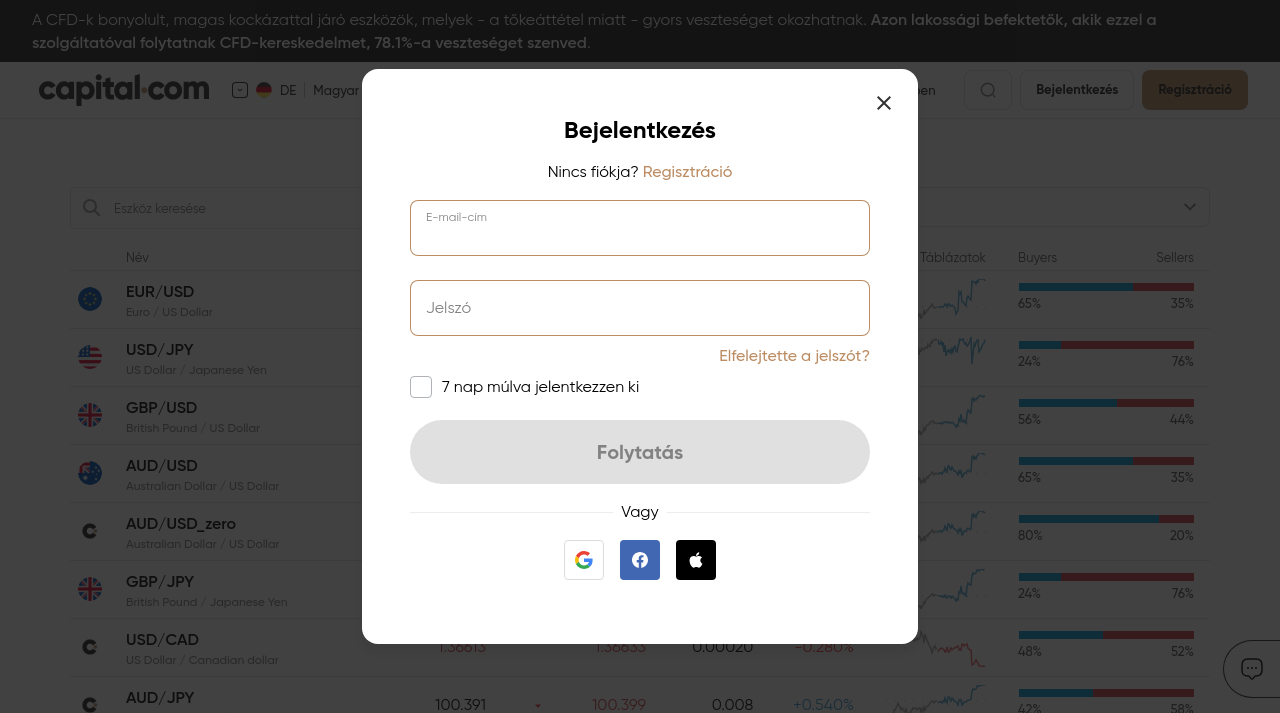 A CFD-k bonyolult, magas kockázattal járó eszközök, melyek - a tőkeáttétel miatt - gyors veszteséget okozhatnak. Azon lakossági befektetők, akik ezzel a
szolgáltatóval folytatnak CFD-kereskedelmet, 78.1%-a veszteséget szenved.
capital.com DE Magyar Bejelentkezés Regisztráció
Bejelentkezés
Nincs fiókja? Regisztráció
E-mail-cím
Jelszó
Elfelejtette a jelszót?
7 nap múlva jelentkezzen ki
Folytatás
Vagy
Eszköz keresése
Név Táblázatok Buyers Sellers
EUR/USD
Euro / US Dollar
65% 35%
USD/JPY
US Dollar / Japanese Yen
24% 76%
GBP/USD
British Pound / US Dollar
56% 44%
AUD/USD
Australian Dollar / US Dollar
65% 35%
AUD/USD_zero
Australian Dollar / US Dollar
80% 20%
GBP/JPY
British Pound / Japanese Yen
24% 76%
USD/CAD
US Dollar / Canadian dollar
1.36613 1.36633 0.00020 -0.280%
48% 52%
AUD/JPY
100.391 100.399 0.008 +0.540%
42% 58%